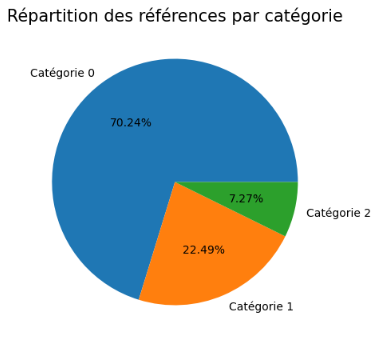 Répartition des références par catégorie
Catégorie 0
70.24%
7.27%
Catégorie 2
22.49%
Catégorie 1